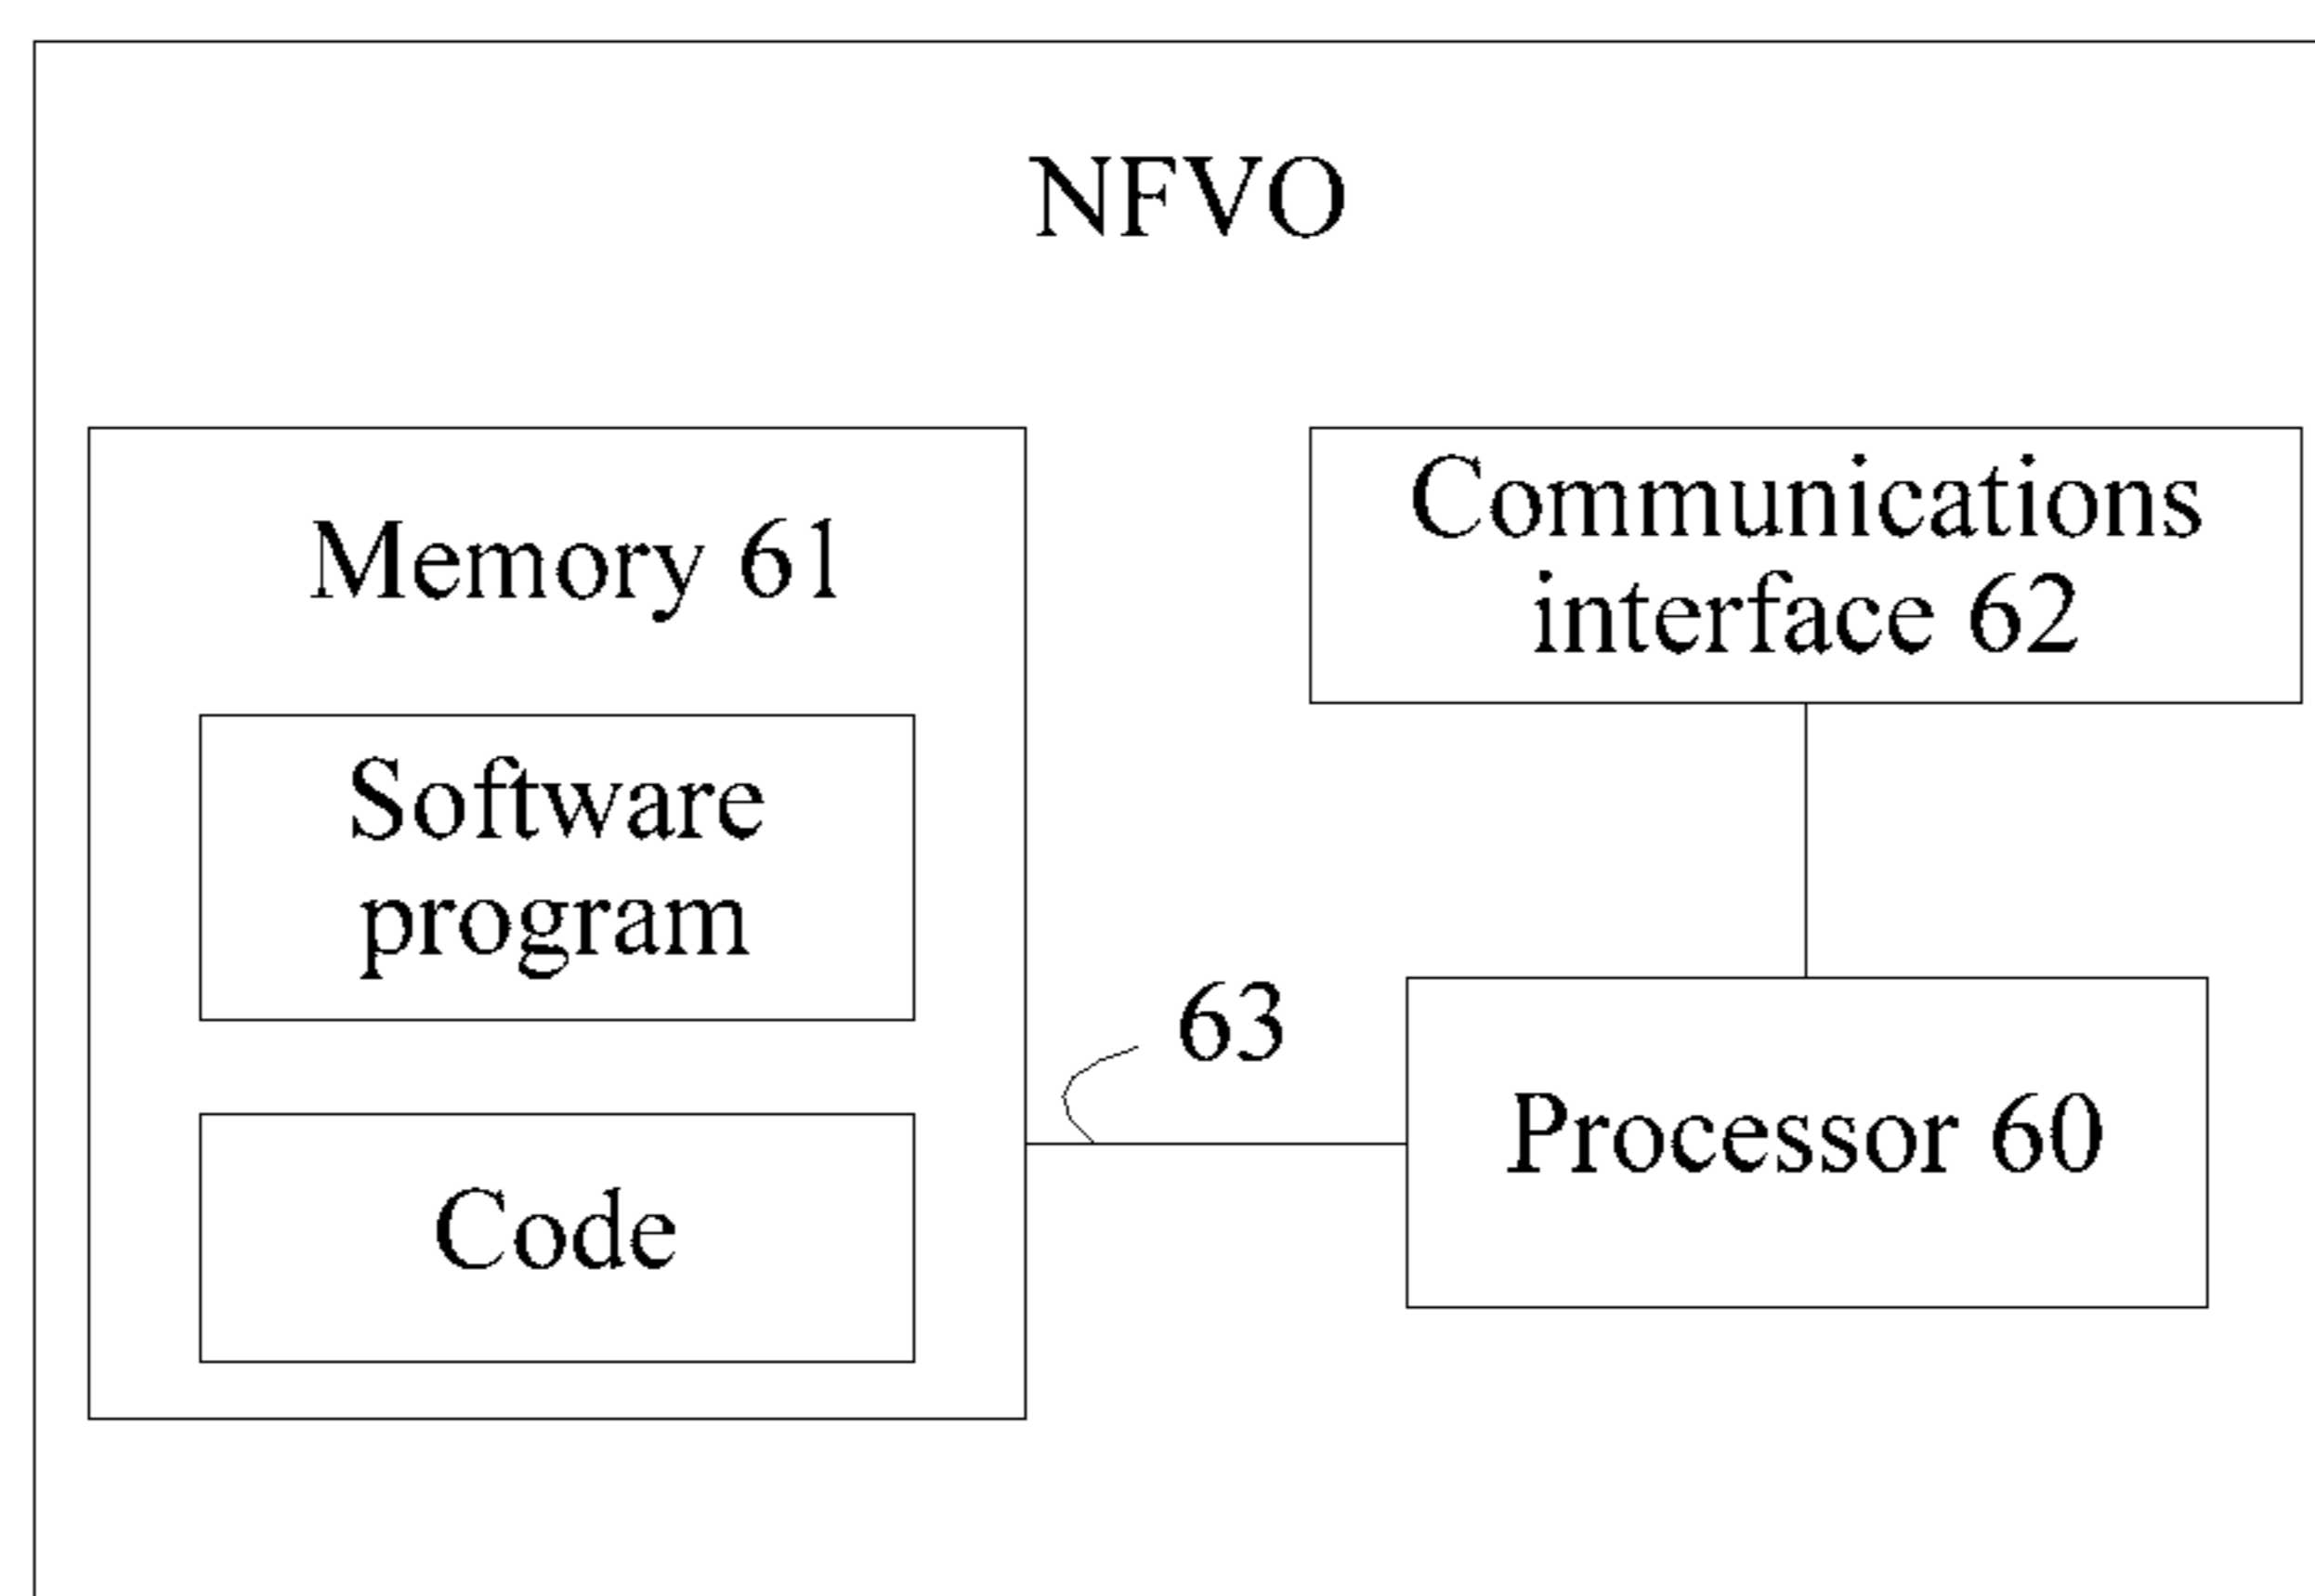 NFVO
Memory 61
Software
program
Code
Communications
interface 62
63
Processor 60